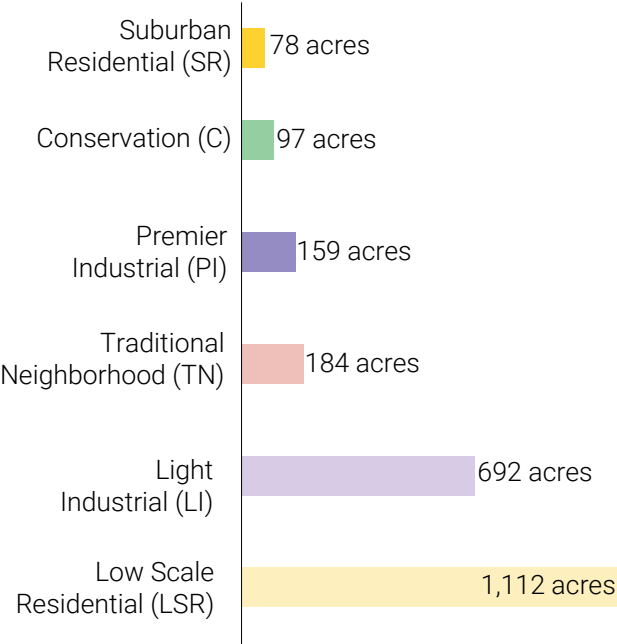 Suburban
Residential (SR)
78 acres
Conservation (C)
97 acres
Premier
Industrial (PI)
159 acres
Traditional
Neighborhood (TN)
184 acres
Light
Industrial (LI)
692 acres
Low Scale
Residential (LSR)
1,112 acres